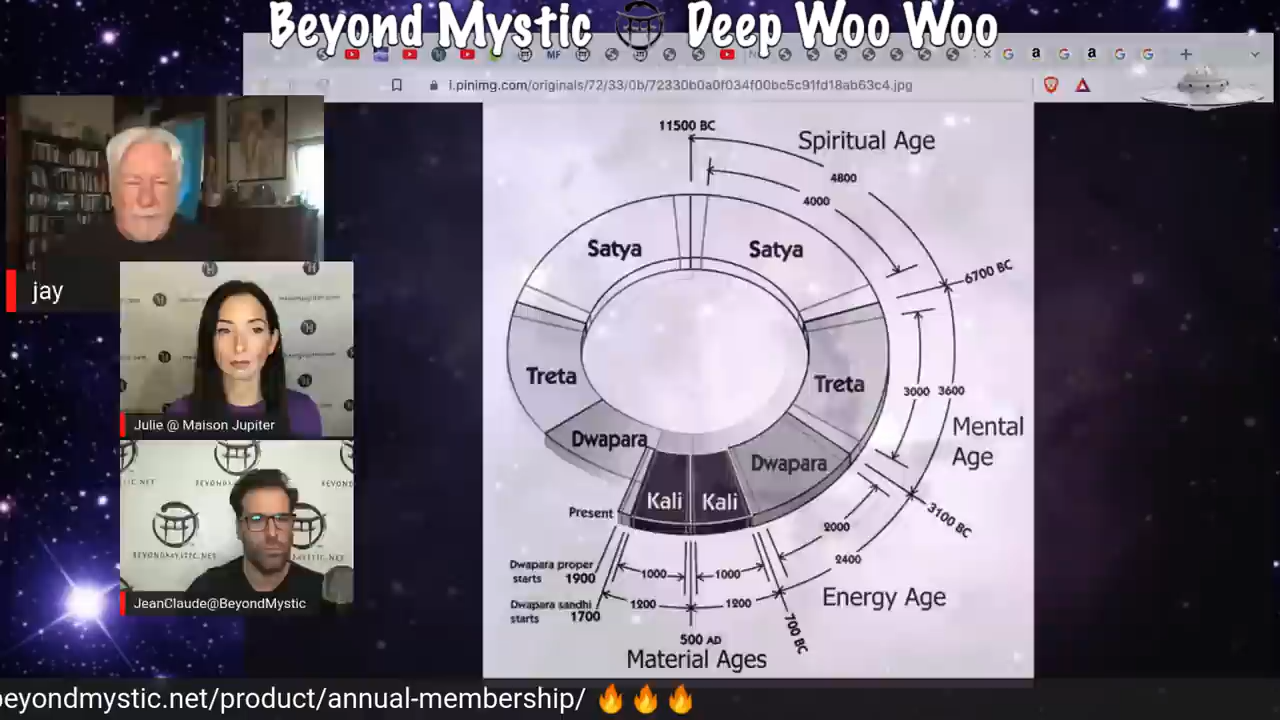 Beyond Mystic Deep Woo Woo
MF
i.pinimg.com/originals/72/33/0b/72330b0a0f034f00bc5c91fd18ab63c4.jpg
11500 BC
Spiritual Age
4800
4000
Satya
Satya
6700 BC
Treta
Treta
3000
3600
Mental
Age
Dwapara
Dwapara
Kali
Kali
Present
3100 BC
2000
2400
Dwapara proper
starts 1900
1000
1000
Dwapara sandhi
starts 1700
1200
1200
Energy Age
700 BC
500 AD
Material Ages
jay
Julie @ Maison Jupiter
BEYONDMYSTIC.NET
JeanClaude@BeyondMystic
beyondmystic.net/product/annual-membership/ 🔥🔥🔥